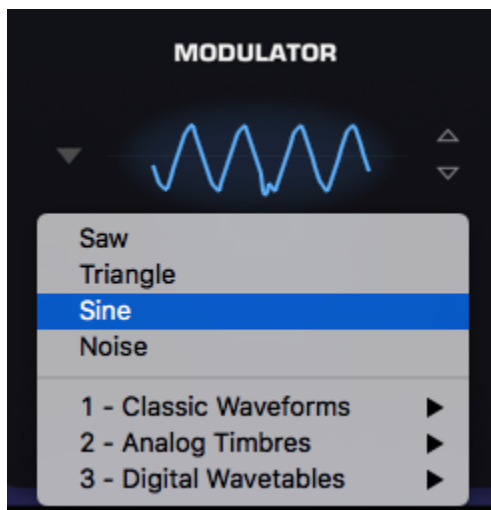 MODULATOR
Saw
Triangle
Sine
Noise
1 - Classic Waveforms
2 - Analog Timbres
3 - Digital Wavetables